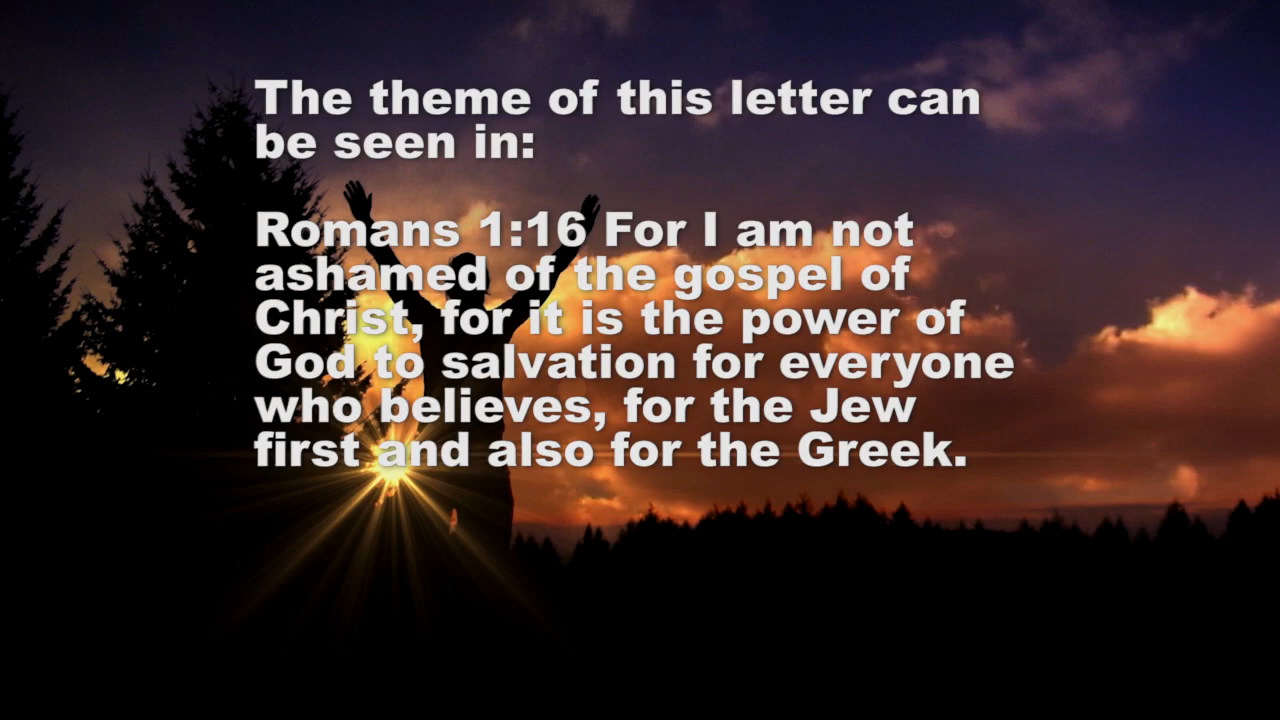 The theme of this letter can
be seen in:
Romans 1:16 For I am not
ashamed of the gospel of
Christ, for it is the power of
God to salvation for everyone
who believes, for the Jew
first and also for the Greek.